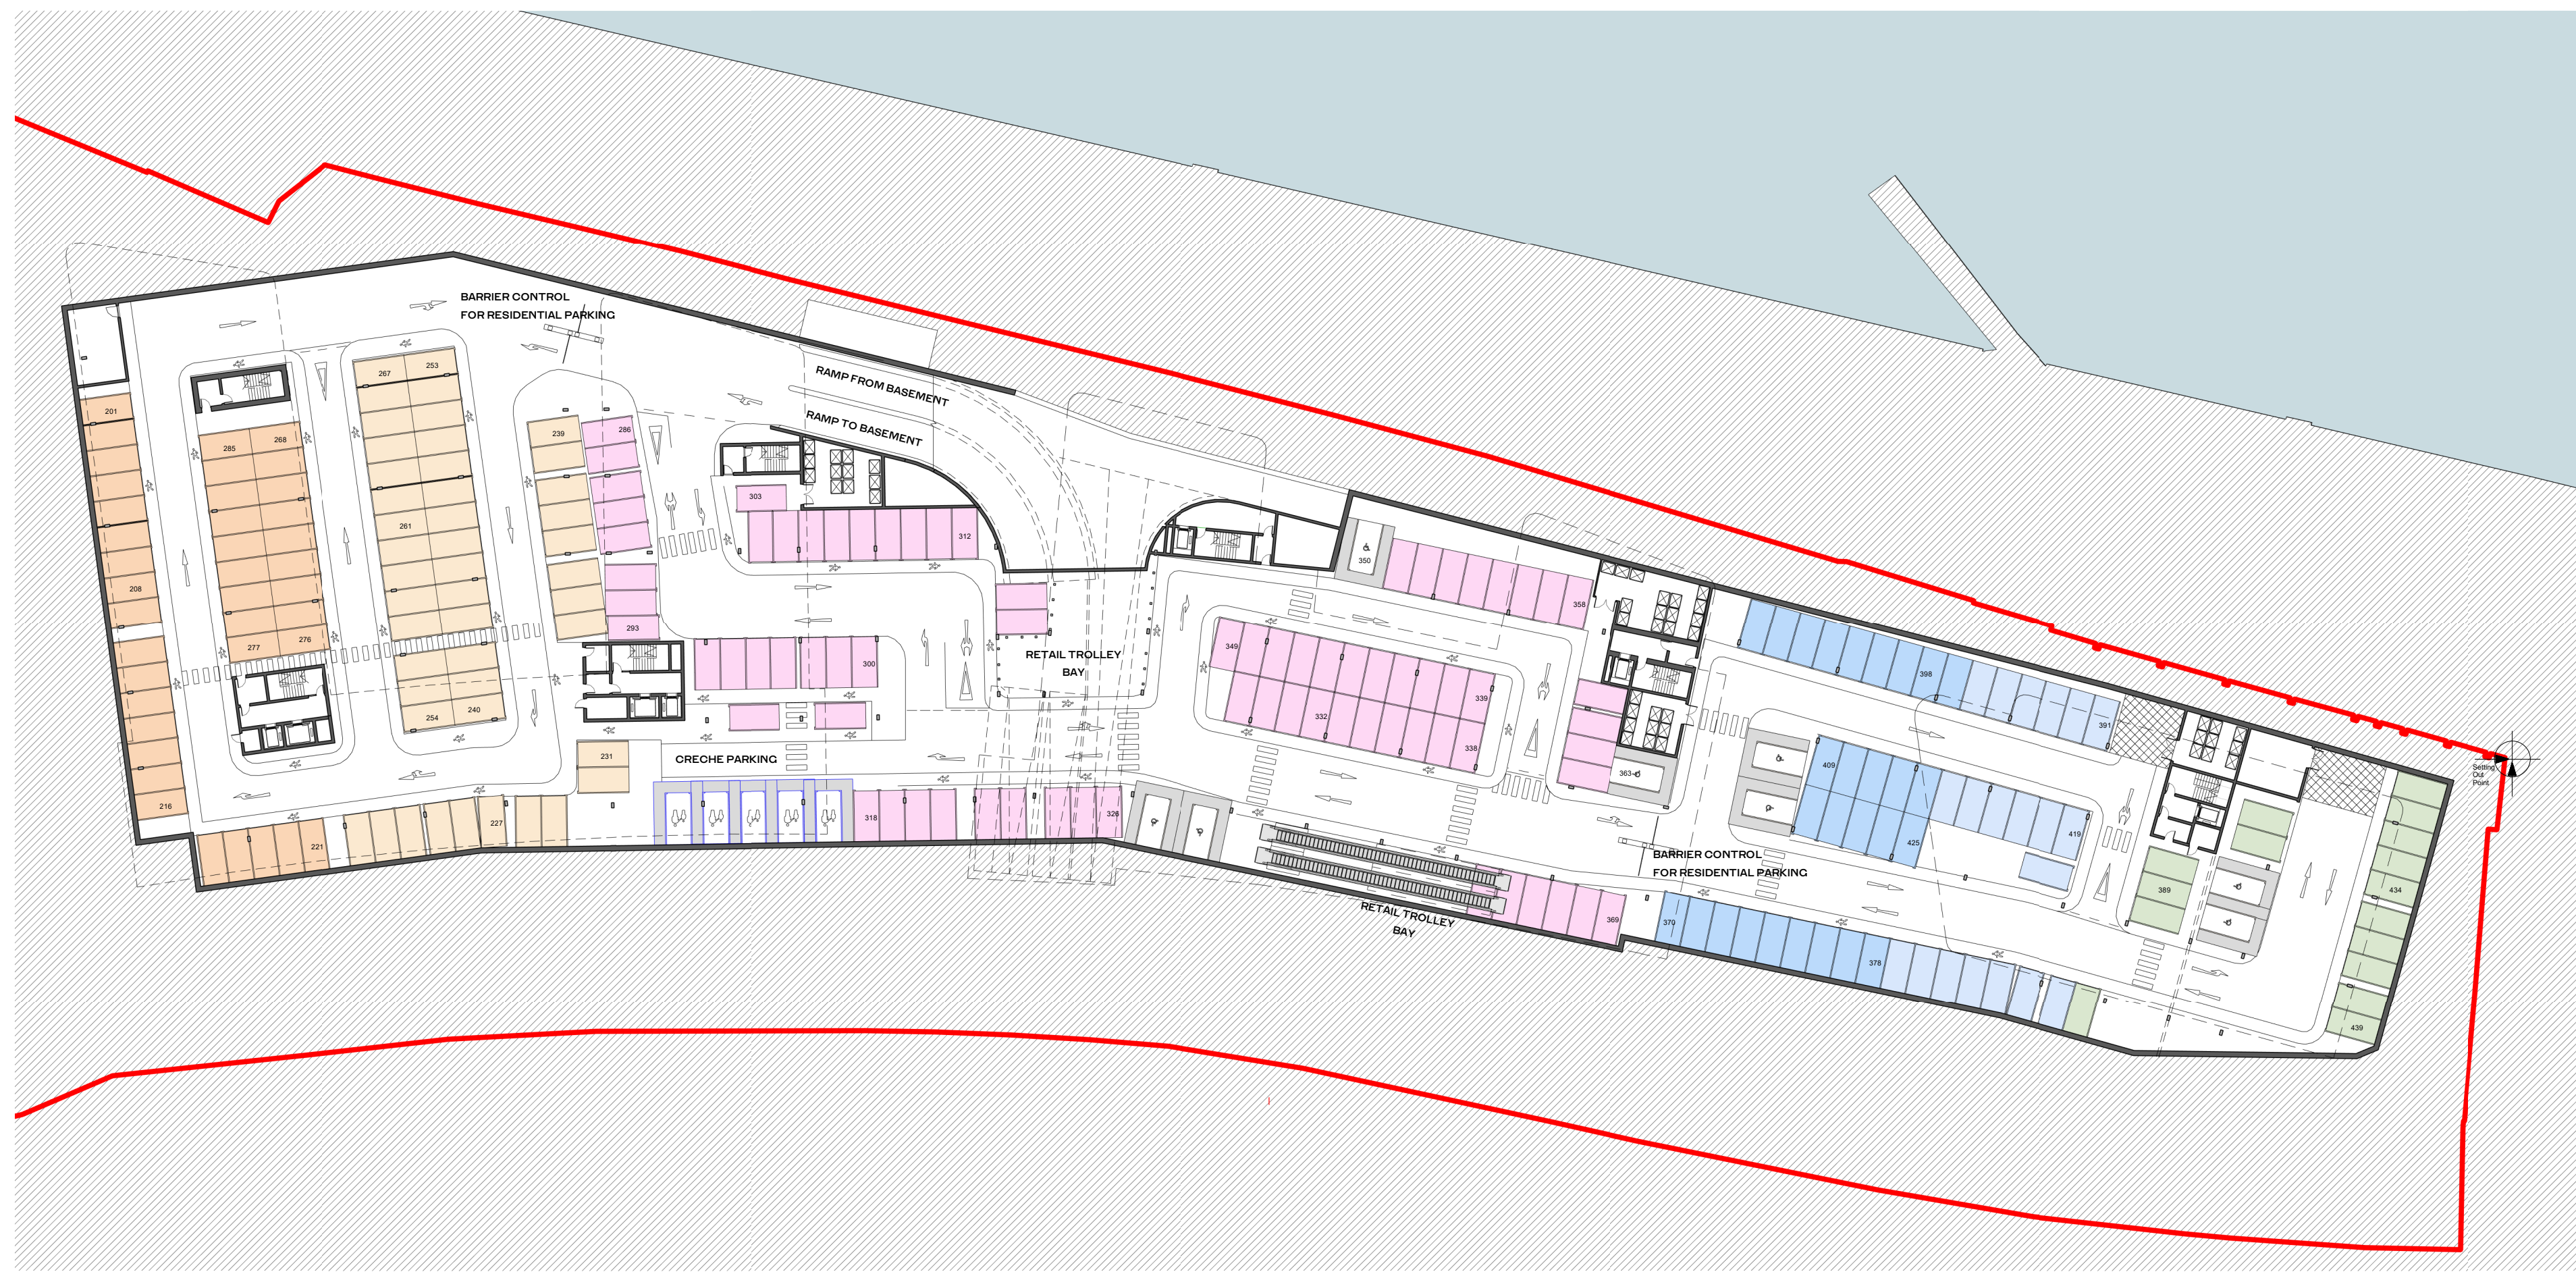 BARRIER CONTROL
FOR RESIDENTIAL PARKING
RAMP FROM BASEMENT
RAMP TO BASEMENT
267
253
201
285
268
239
286
303
312
261
208
276
277
293
300
254
240
231
216
221
227
CRECHE PARKING
318
326
RETAIL TROLLEY
BAY
350
358
349
339
332
338
363
369
RETAIL TROLLEY
BAY
BARRIER CONTROL
FOR RESIDENTIAL PARKING
398
391
409
419
425
370
378
389
434
439
Setting
Out
Point